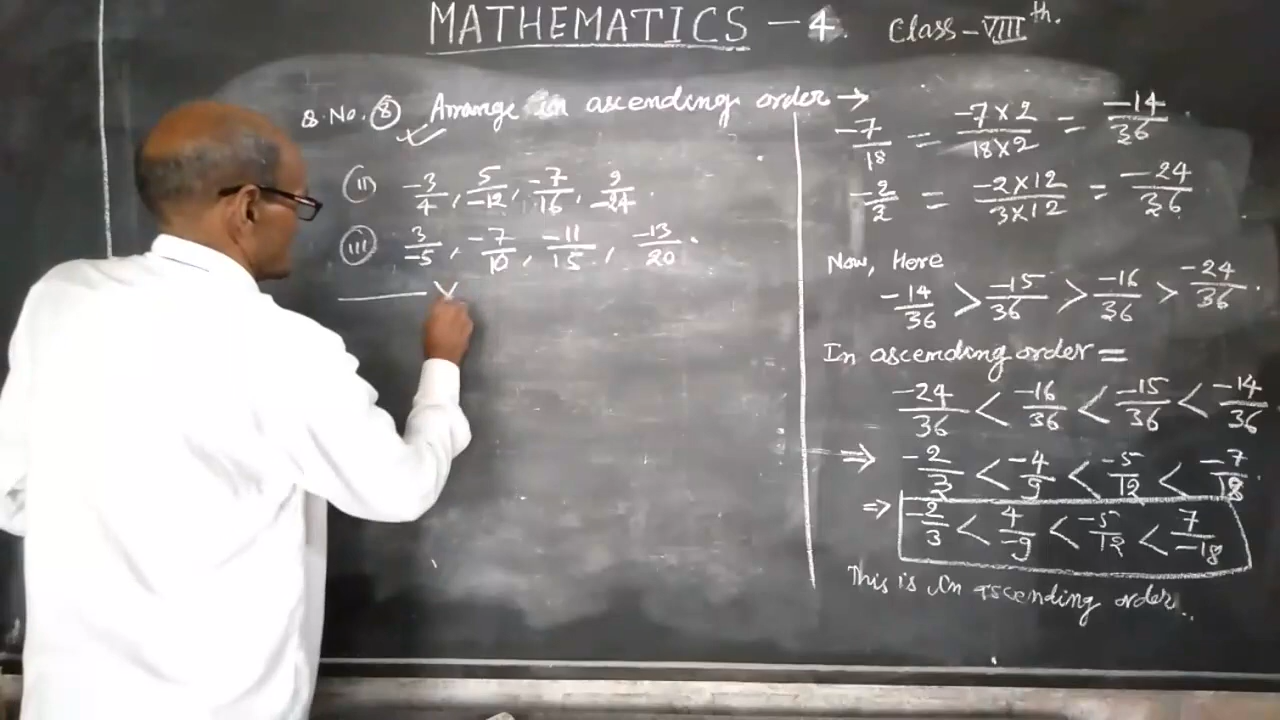 MATHEMATICS - 4. Class-VIIIth.
Q.No. (8) Arrange in ascending order →
(ii) -3/4, 5/-12, -7/16, 9/-24.
(iii) 3/-5, -7/10, -11/15, -13/20.
-7/18 = -7×2/18×2 = -14/36.
-2/3 = -2×12/3×12 = -24/36
Now, Here
-14/36 > -15/36 > -16/36 > -24/36.
In ascending order =
-24/36 < -16/36 < -15/36 < -14/36
⇒ -2/3 < -4/9 < -5/12 < -7/18.
⇒ -2/3 < 4/-9 < -5/12 < 7/-18
This is in ascending order..